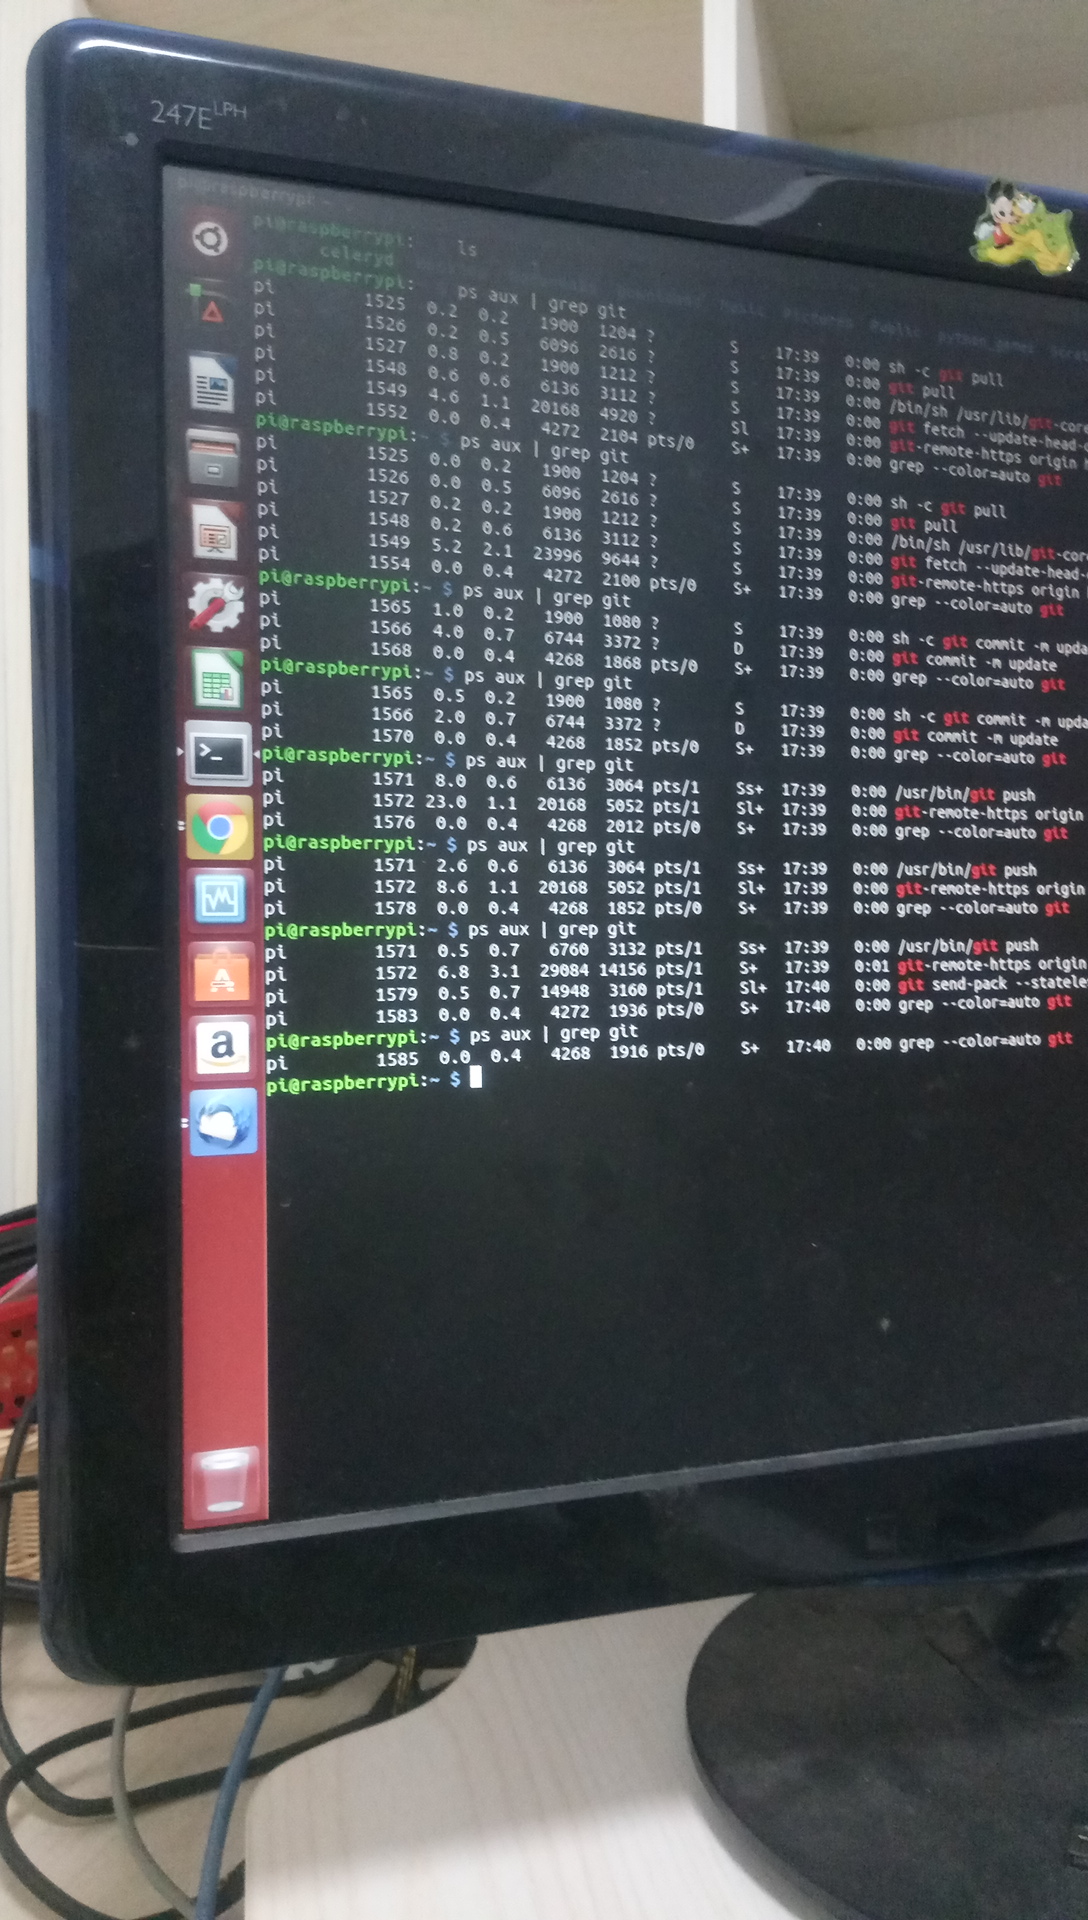 247E LPH
pi@raspberrypi: ~
pi@raspberrypi: ls
celeryd Music Pictures Public python_games
pi@raspberrypi: ps aux | grep git
pi 1525 0.2 0.2 1900 1204 ? S 17:39 0:00 sh -c git pull
pi 1526 0.2 0.5 6096 2616 ? S 17:39 0:00 git pull
pi 1527 0.8 0.2 1900 1212 ? S 17:39 0:00 /bin/sh /usr/lib/git-core
pi 1548 0.6 0.6 6136 3112 ? S 17:39 0:00 git fetch --update-head-
pi 1549 4.6 1.1 20168 4920 ? Sl 17:39 0:00 git-remote-https origin
pi 1552 0.0 0.4 4272 2104 pts/0 S+ 17:39 0:00 grep --color=auto git
pi@raspberrypi:~ $ ps aux | grep git
pi 1525 0.0 0.2 1900 1204 ? S 17:39 0:00 sh -c git pull
pi 1526 0.0 0.5 6096 2616 ? S 17:39 0:00 git pull
pi 1527 0.2 0.2 1900 1212 ? S 17:39 0:00 /bin/sh /usr/lib/git-cor
pi 1548 0.2 0.6 6136 3112 ? S 17:39 0:00 git fetch --update-head-
pi 1549 5.2 2.1 23996 9644 ? S 17:39 0:00 git-remote-https origin
pi 1554 0.0 0.4 4272 2100 pts/0 S+ 17:39 0:00 grep --color=auto git
pi@raspberrypi:~ $ ps aux | grep git
pi 1565 1.0 0.2 1900 1080 ? S 17:39 0:00 sh -c git commit -m upda
pi 1566 4.0 0.7 6744 3372 ? D 17:39 0:00 git commit -m update
pi 1568 0.0 0.4 4268 1868 pts/0 S+ 17:39 0:00 grep --color=auto git
pi@raspberrypi:~ $ ps aux | grep git
pi 1565 0.5 0.2 1900 1080 ? S 17:39 0:00 sh -c git commit -m upda
pi 1566 2.0 0.7 6744 3372 ? D 17:39 0:00 git commit -m update
pi 1570 0.0 0.4 4268 1852 pts/0 S+ 17:39 0:00 grep --color=auto git
pi@raspberrypi:~ $ ps aux | grep git
pi 1571 8.0 0.6 6136 3064 pts/1 Ss+ 17:39 0:00 /usr/bin/git push
pi 1572 23.0 1.1 20168 5052 pts/1 Sl+ 17:39 0:00 git-remote-https origin
pi 1576 0.0 0.4 4268 2012 pts/0 S+ 17:39 0:00 grep --color=auto git
pi@raspberrypi:~ $ ps aux | grep git
pi 1571 2.6 0.6 6136 3064 pts/1 Ss+ 17:39 0:00 /usr/bin/git push
pi 1572 8.6 1.1 20168 5052 pts/1 Sl+ 17:39 0:00 git-remote-https origin
pi 1578 0.0 0.4 4268 1852 pts/0 S+ 17:39 0:00 grep --color=auto git
pi@raspberrypi:~ $ ps aux | grep git
pi 1571 0.5 0.7 6760 3132 pts/1 Ss+ 17:39 0:00 /usr/bin/git push
pi 1572 6.8 3.1 29084 14156 pts/1 S+ 17:39 0:01 git-remote-https origin
pi 1579 0.5 0.7 14948 3160 pts/1 Sl+ 17:40 0:00 git send-pack --statele
pi 1583 0.0 0.4 4272 1936 pts/0 S+ 17:40 0:00 grep --color=auto git
pi@raspberrypi:~ $ ps aux | grep git
pi 1585 0.0 0.4 4268 1916 pts/0 S+ 17:40 0:00 grep --color=auto git
pi@raspberrypi:~ $